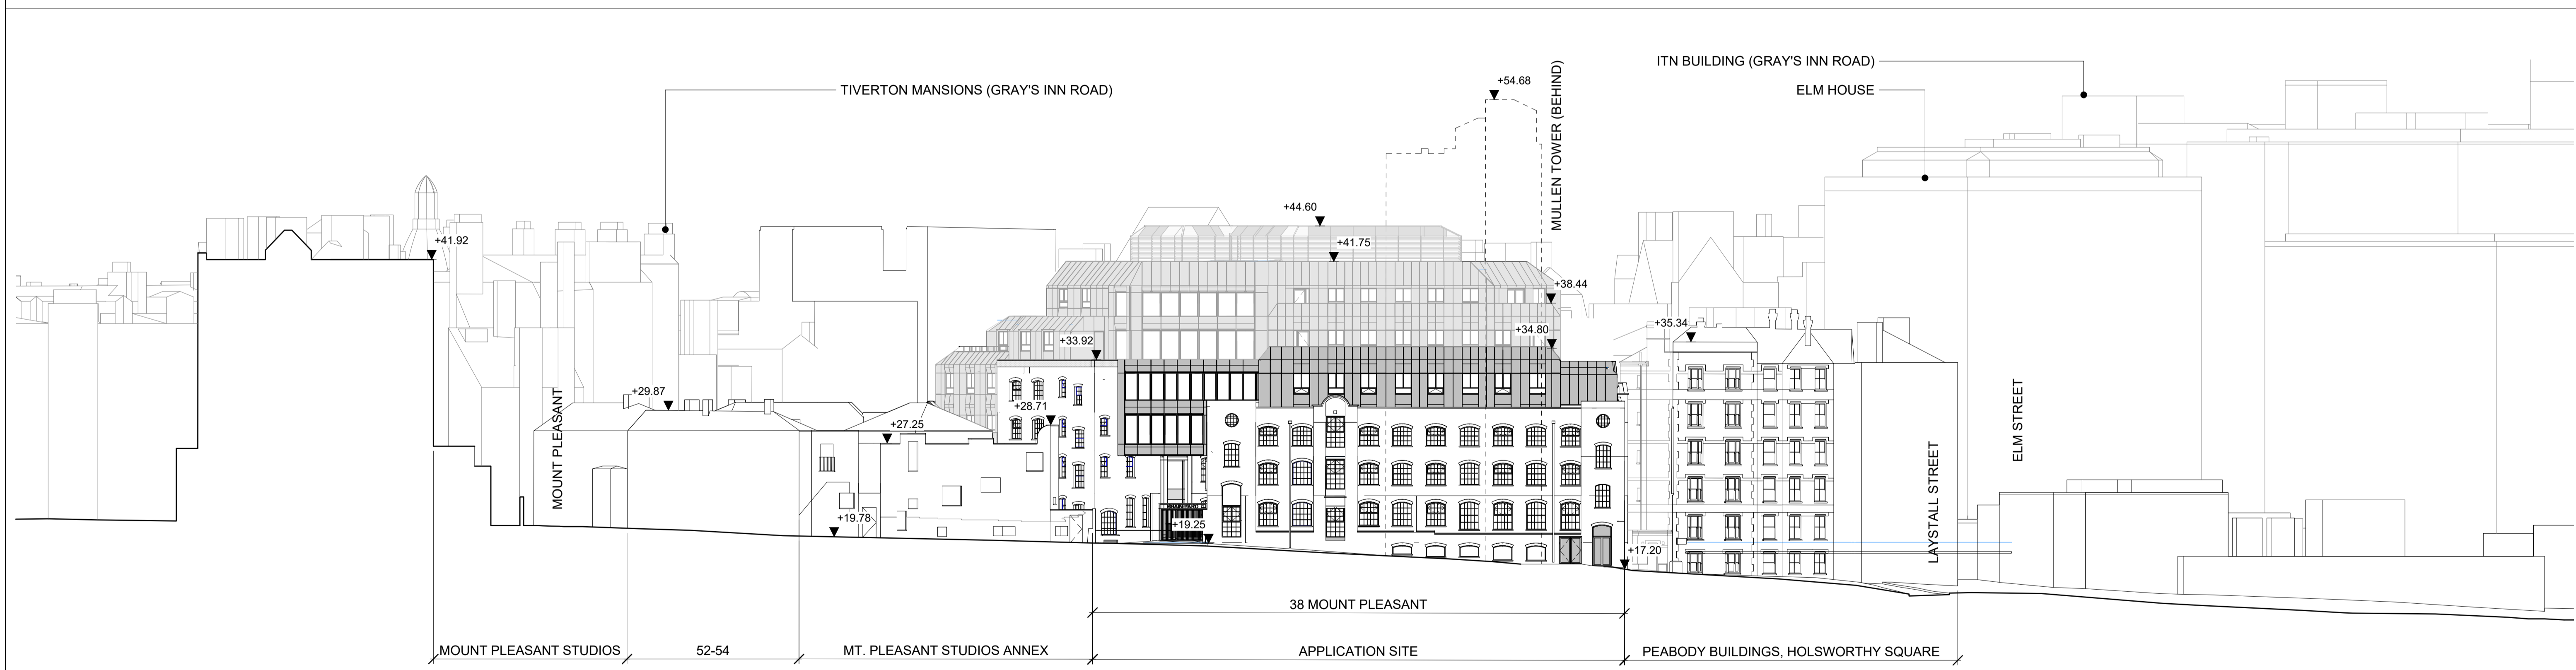 ITN BUILDING (GRAY'S INN ROAD)
TIVERTON MANSIONS (GRAY'S INN ROAD)
ELM HOUSE
+54.68
MULLEN TOWER (BEHIND)
+44.60
+41.92
+41.75
+38.44
+35.34
+34.80
+33.92
+29.87
+28.71
+27.25
MOUNT PLEASANT
+19.78
+19.25
+17.20
LAYSTALL STREET
ELM STREET
38 MOUNT PLEASANT
MOUNT PLEASANT STUDIOS
52-54
MT. PLEASANT STUDIOS ANNEX
APPLICATION SITE
PEABODY BUILDINGS, HOLSWORTHY SQUARE